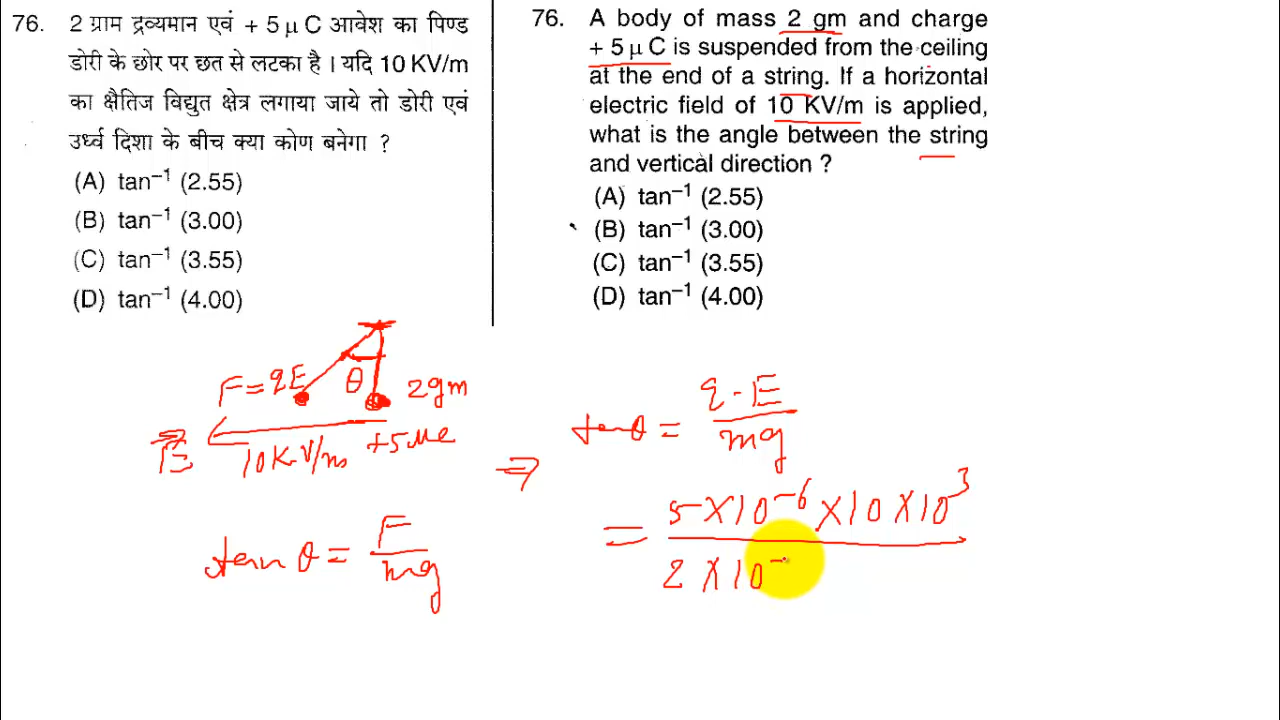 76. 2 ग्राम द्रव्यमान एवं + 5 μ C आवेश का पिण्ड
डोरी के छोर पर छत से लटका है । यदि 10 KV/m
का क्षैतिज विद्युत क्षेत्र लगाया जाये तो डोरी एवं
उर्ध्व दिशा के बीच क्या कोण बनेगा ?
(A) tan⁻¹ (2.55)
(B) tan⁻¹ (3.00)
(C) tan⁻¹ (3.55)
(D) tan⁻¹ (4.00)
76. A body of mass 2 gm and charge
+ 5 μ C is suspended from the ceiling
at the end of a string. If a horizontal
electric field of 10 KV/m is applied,
what is the angle between the string
and vertical direction ?
(A) tan⁻¹ (2.55)
(B) tan⁻¹ (3.00)
(C) tan⁻¹ (3.55)
(D) tan⁻¹ (4.00)
F = qE θ 2gm
E 10K·V/m +5μc
tan θ = F/mg
⇒ tanθ = q·E/mg
= 5×10⁻⁶ × 10 × 10³
2 × 10⁻